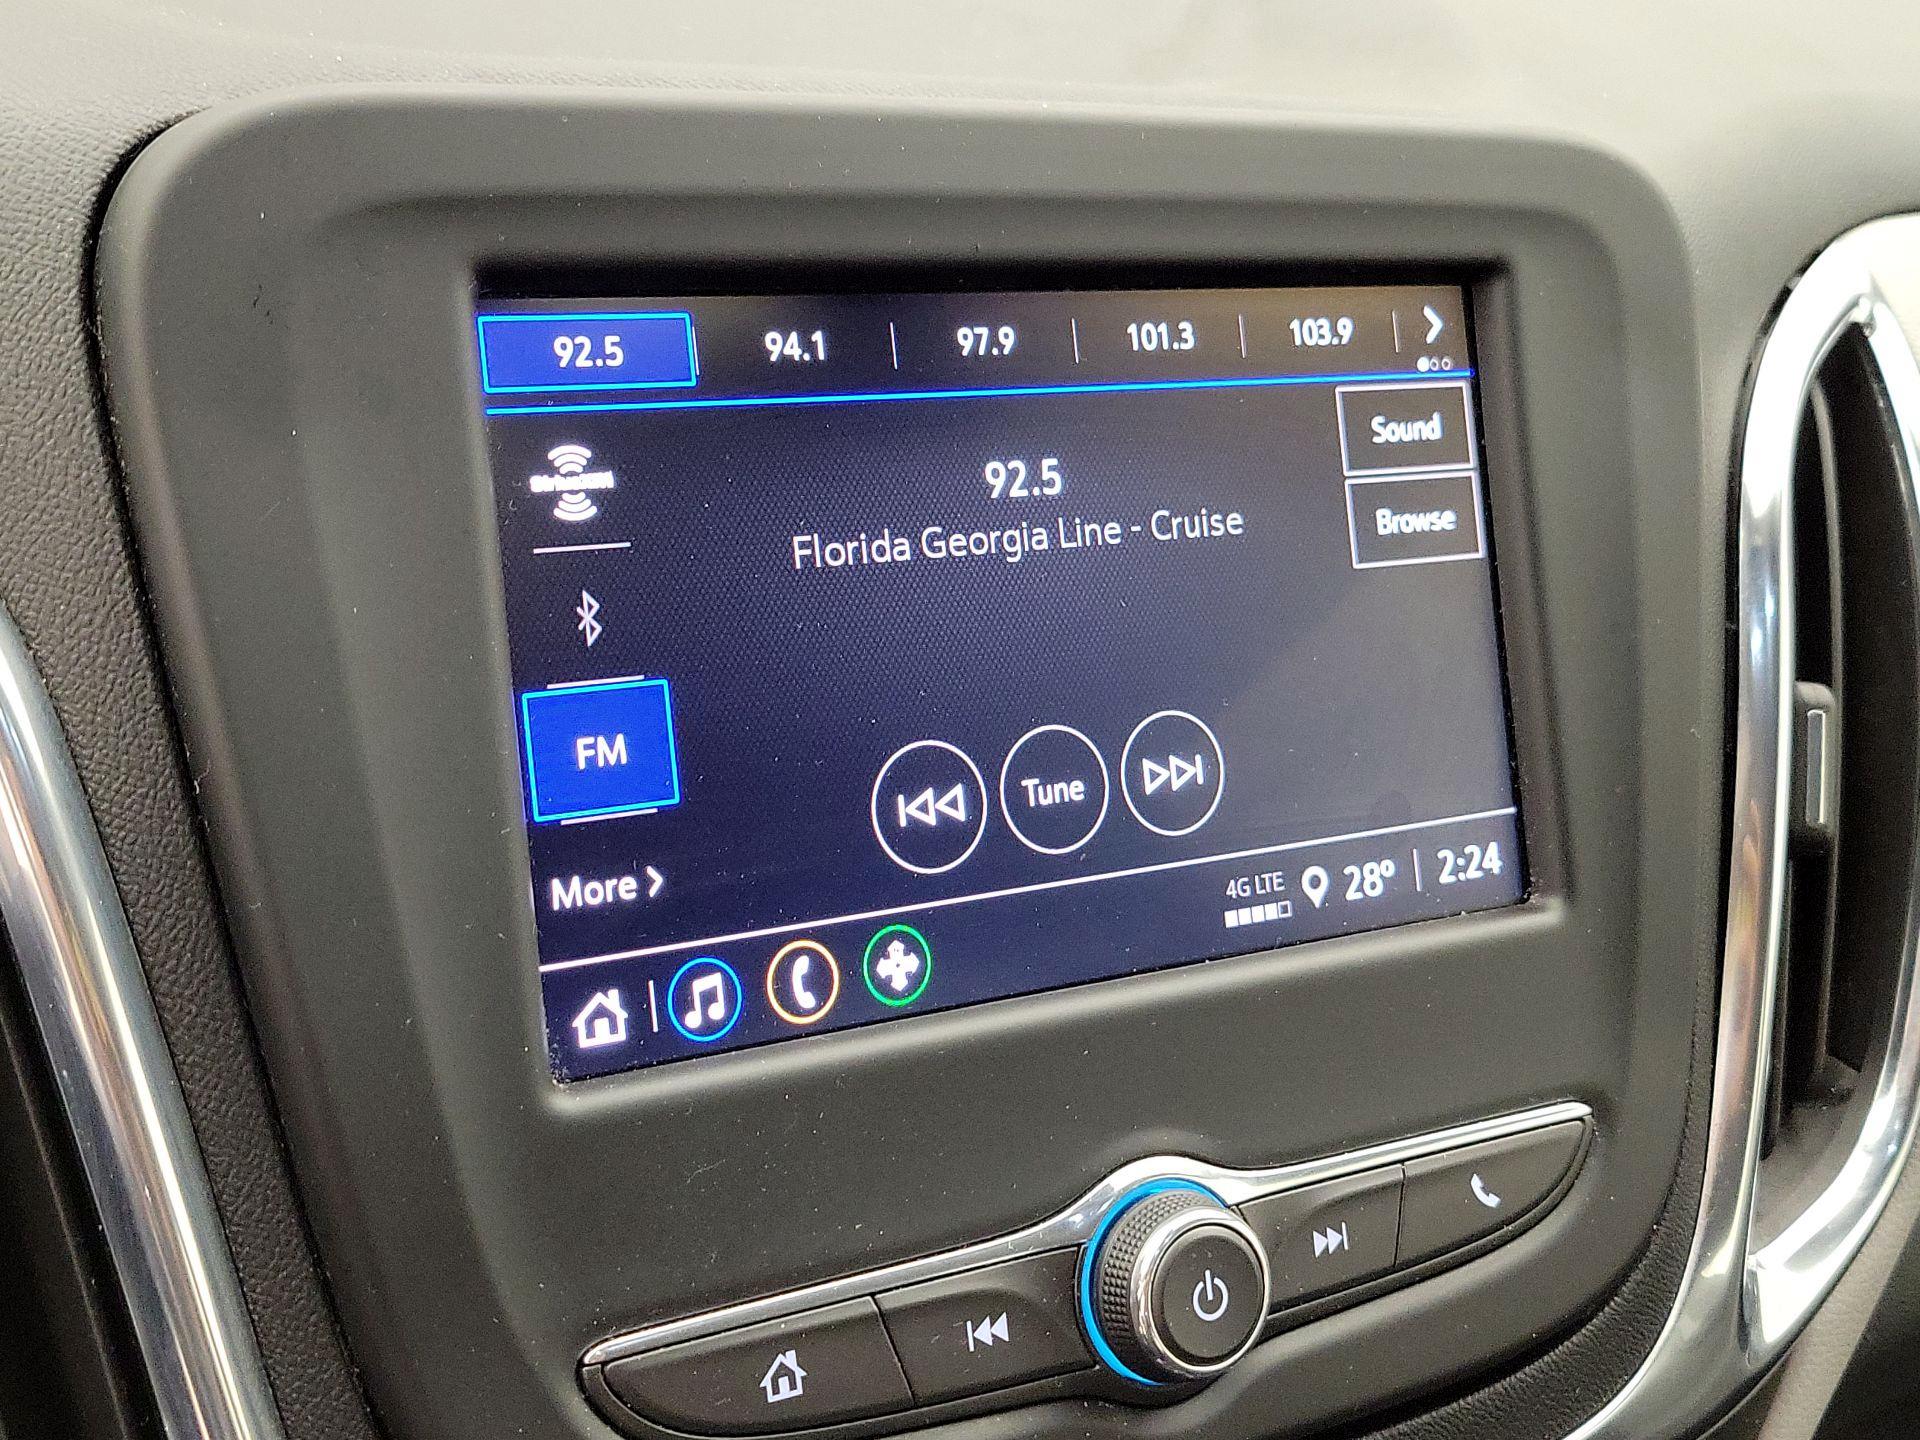 92.5
94.1
97.9
101.3
103.9
Sound
SiriusXM
92.5
Florida Georgia Line - Cruise
Browse
FM
Tune
More
4G LTE
28°
2:24